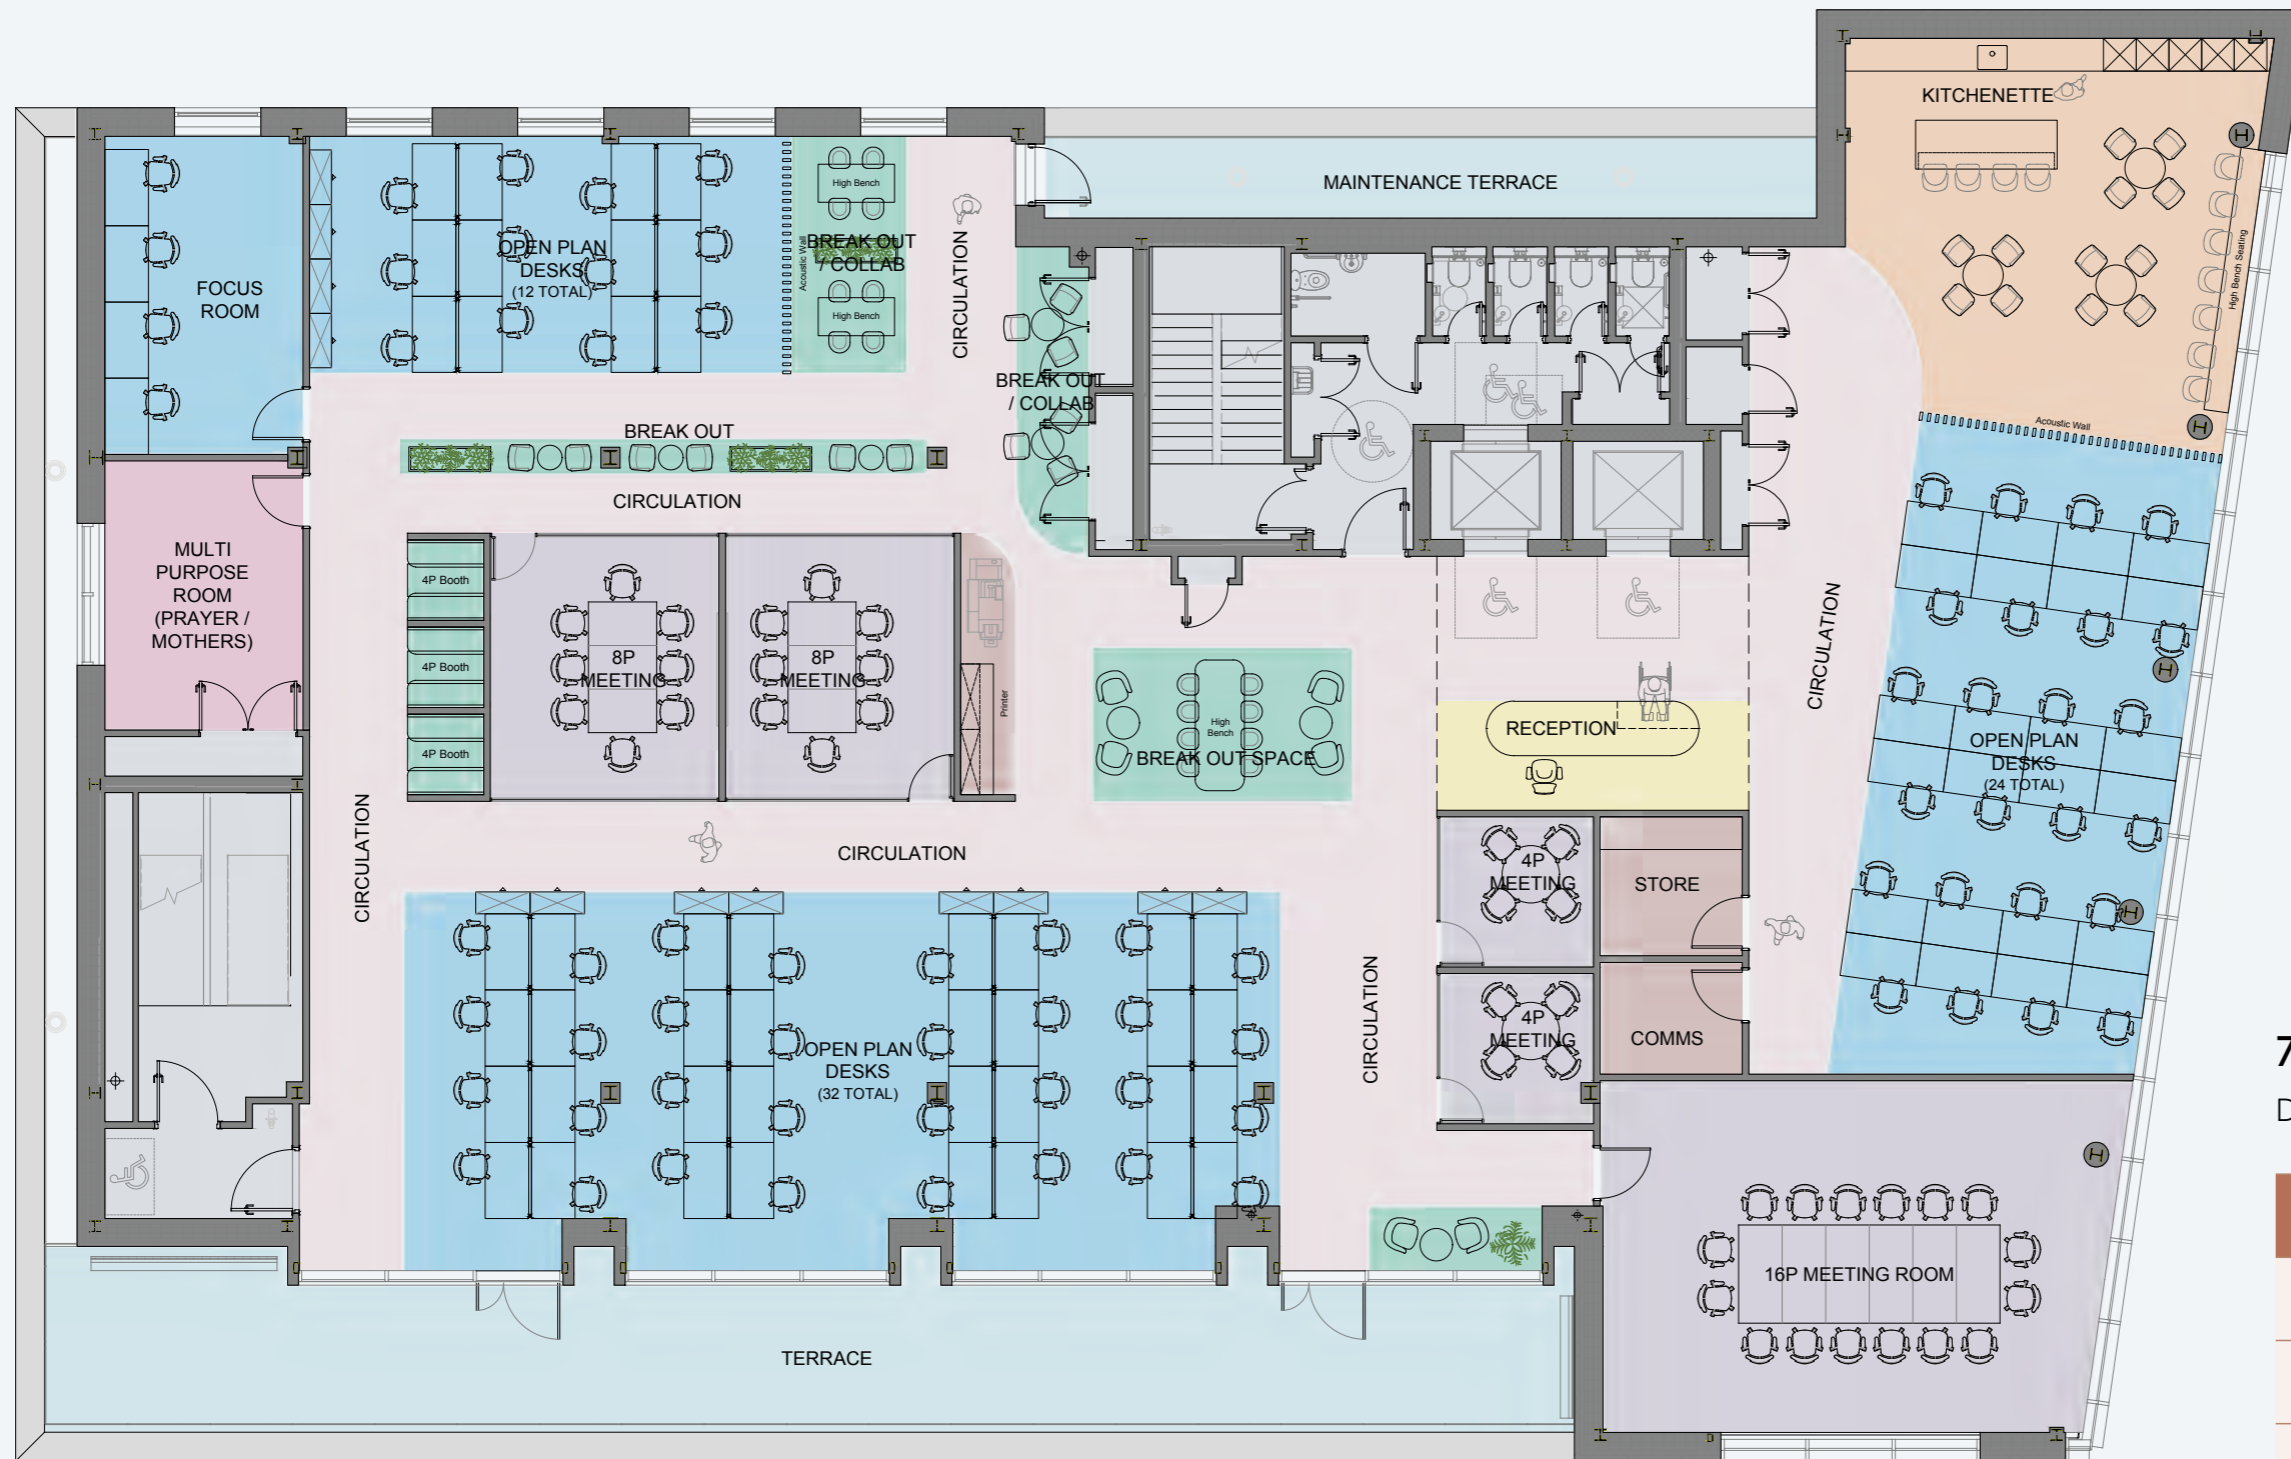 KITCHENETTE
MAINTENANCE TERRACE
High Bench
BREAK OUT
/ COLLAB
High Bench
Acoustic Wall
OPEN PLAN
DESKS
(12 TOTAL)
FOCUS
ROOM
CIRCULATION
High Bench Seating
BREAK OUT
/ COLLAB
Acoustic Wall
BREAK OUT
CIRCULATION
MULTI
PURPOSE
ROOM
(PRAYER /
MOTHERS)
4P Booth
4P Booth
4P Booth
8P
MEETING
8P
MEETING
Printer
High
Bench
BREAK OUT SPACE
RECEPTION
CIRCULATION
OPEN PLAN
DESKS
(24 TOTAL)
CIRCULATION
CIRCULATION
4P
MEETING
STORE
4P
MEETING
COMMS
CIRCULATION
OPEN PLAN
DESKS
(32 TOTAL)
7
D
16P MEETING ROOM
TERRACE